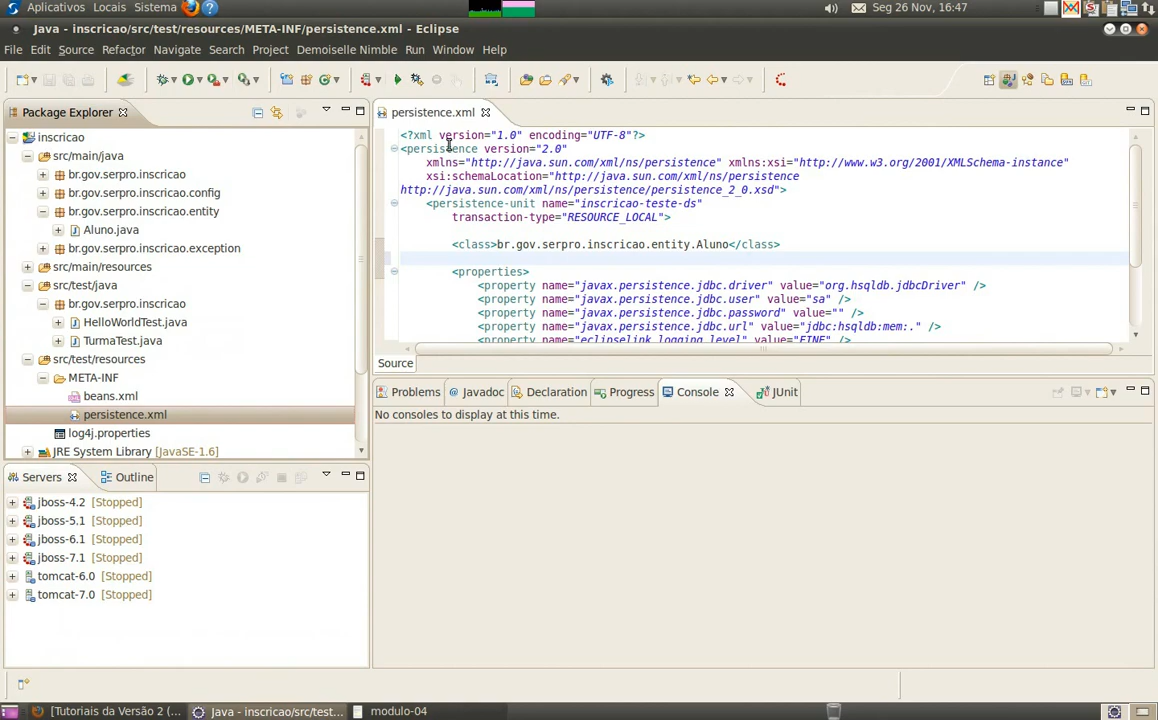 Aplicativos Locais Sistema
Seg 26 Nov, 16:47
Java - inscricao/src/test/resources/META-INF/persistence.xml - Eclipse
File Edit Source Refactor Navigate Search Project Demoiselle Nimble Run Window Help
Package Explorer
inscricao
src/main/java
br.gov.serpro.inscricao
br.gov.serpro.inscricao.config
br.gov.serpro.inscricao.entity
Aluno.java
br.gov.serpro.inscricao.exception
src/main/resources
src/test/java
br.gov.serpro.inscricao
HelloWorldTest.java
TurmaTest.java
src/test/resources
META-INF
beans.xml
persistence.xml
log4j.properties
JRE System Library [JavaSE-1.6]
persistence.xml
<?xml version="1.0" encoding="UTF-8"?>
<persistence version="2.0"
xmlns="http://java.sun.com/xml/ns/persistence" xmlns:xsi="http://www.w3.org/2001/XMLSchema-instance"
xsi:schemaLocation="http://java.sun.com/xml/ns/persistence
http://java.sun.com/xml/ns/persistence/persistence_2_0.xsd">
<persistence-unit name="inscricao-teste-ds"
transaction-type="RESOURCE_LOCAL">
<class>br.gov.serpro.inscricao.entity.Aluno</class>
<properties>
<property name="javax.persistence.jdbc.driver" value="org.hsqldb.jdbcDriver" />
<property name="javax.persistence.jdbc.user" value="sa" />
<property name="javax.persistence.jdbc.password" value="" />
<property name="javax.persistence.jdbc.url" value="jdbc:hsqldb:mem:." />
<property name="eclipselink.logging.level" value="FINE" />
Source
Problems Javadoc Declaration Progress Console JUnit
No consoles to display at this time.
Servers Outline
jboss-4.2 [Stopped]
jboss-5.1 [Stopped]
jboss-6.1 [Stopped]
jboss-7.1 [Stopped]
tomcat-6.0 [Stopped]
tomcat-7.0 [Stopped]
[Tutoriais da Versão 2 (... Java - inscricao/src/test... modulo-04